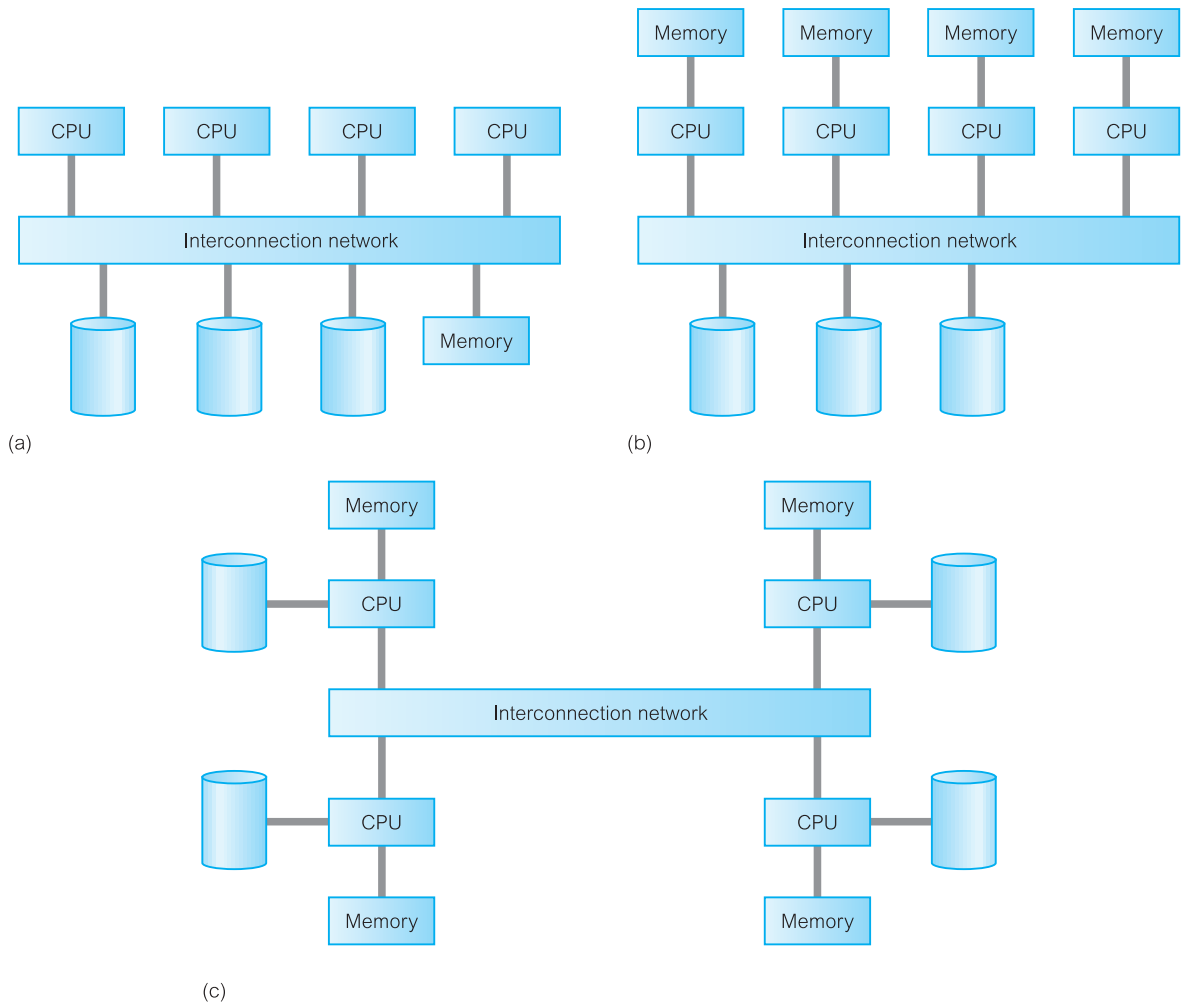 Memory Memory Memory Memory
CPU CPU CPU CPU
CPU CPU CPU CPU
Interconnection network
Interconnection network
Memory
(a)
(b)
Memory
Memory
CPU
CPU
Interconnection network
CPU
CPU
Memory
Memory
(c)